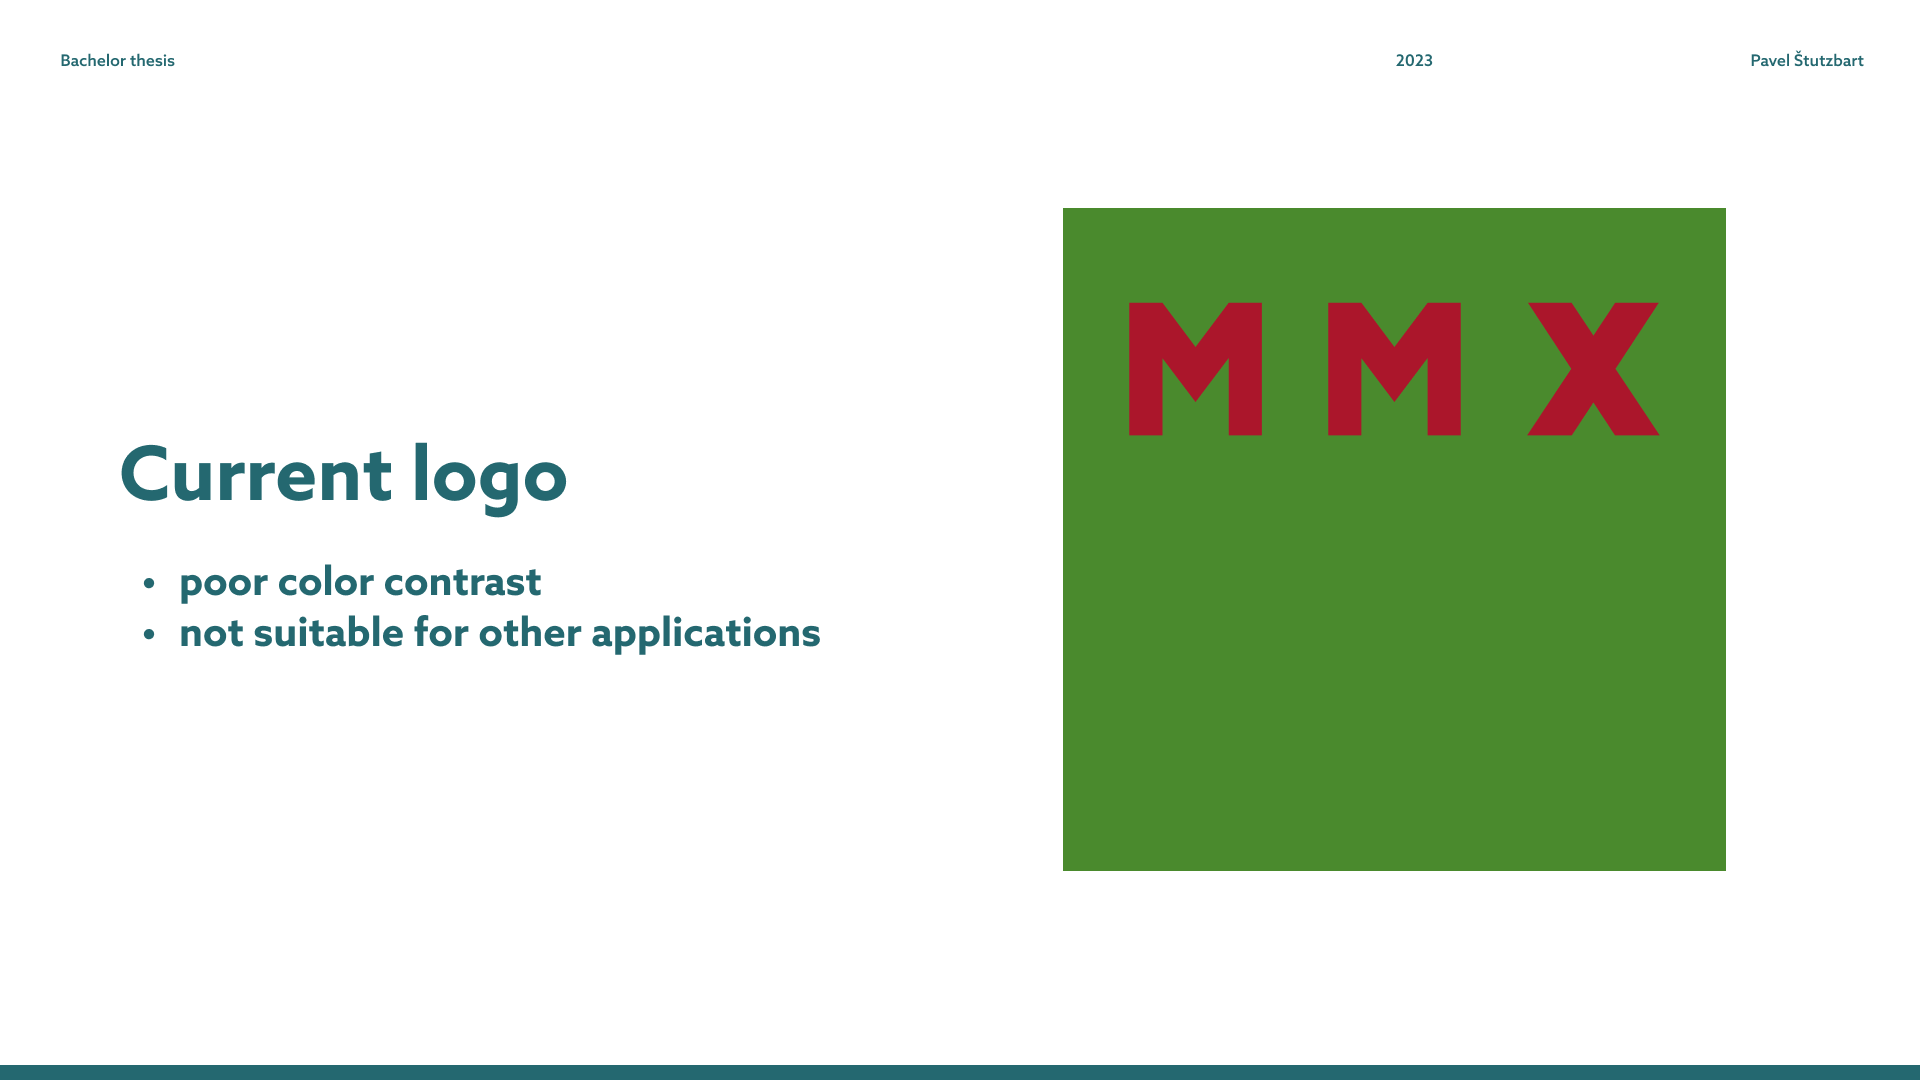 Bachelor thesis
2023
Pavel Štutzbart
MMX
Current logo
• poor color contrast
• not suitable for other applications